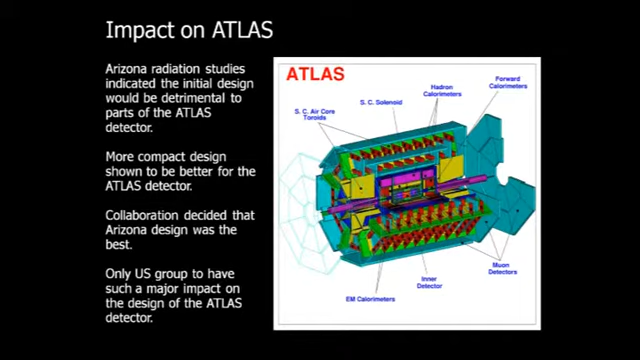 Impact on ATLAS
Arizona radiation studies
indicated the initial design
would be detrimental to
parts of the ATLAS
detector.
More compact design
shown to be better for the
ATLAS detector.
Collaboration decided that
Arizona design was the
best.
Only US group to have
such a major impact on
the design of the ATLAS
detector.
ATLAS
S. C. Air Core
Toroids
S. C. Solenoid
Hadron
Calorimeters
Forward
Calorimeters
EM Calorimeters
Inner
Detector
Muon
Detectors